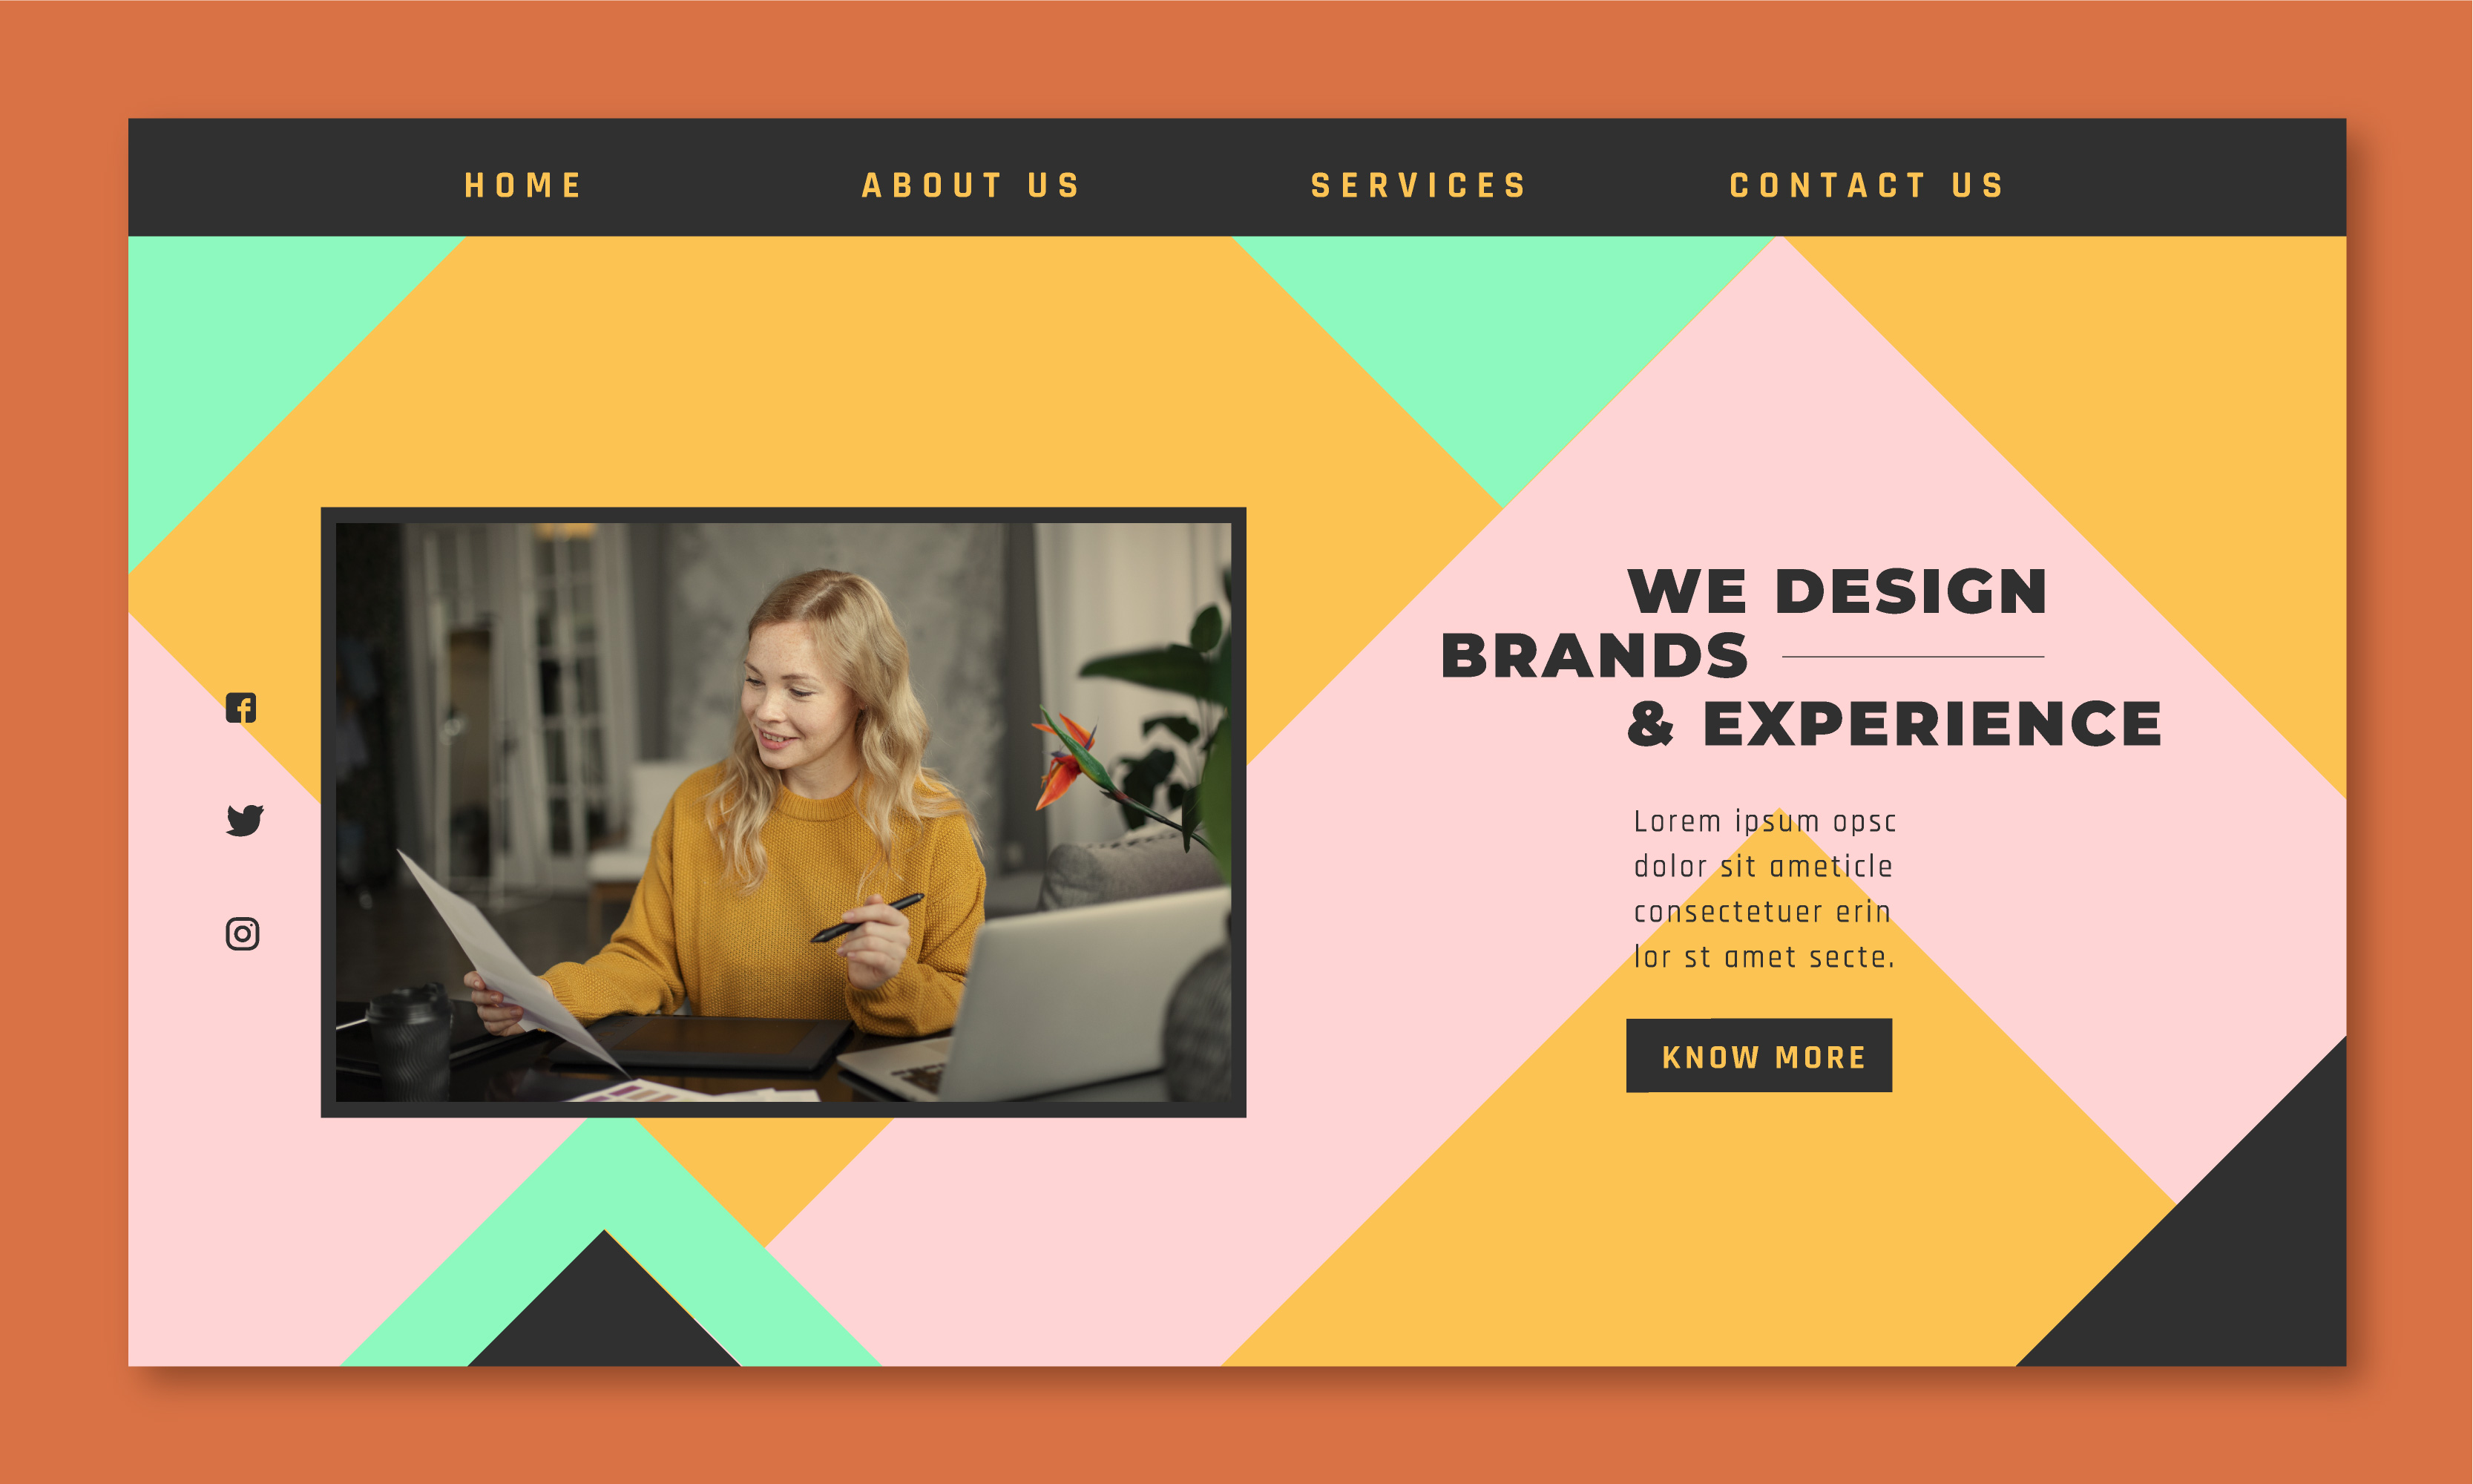 HOME ABOUT US SERVICES CONTACT US
WE DESIGN
BRANDS
& EXPERIENCE
Lorem ipsum opsc
dolor sit ameticle
consectetuer erin
lor st amet secte.
KNOW MORE